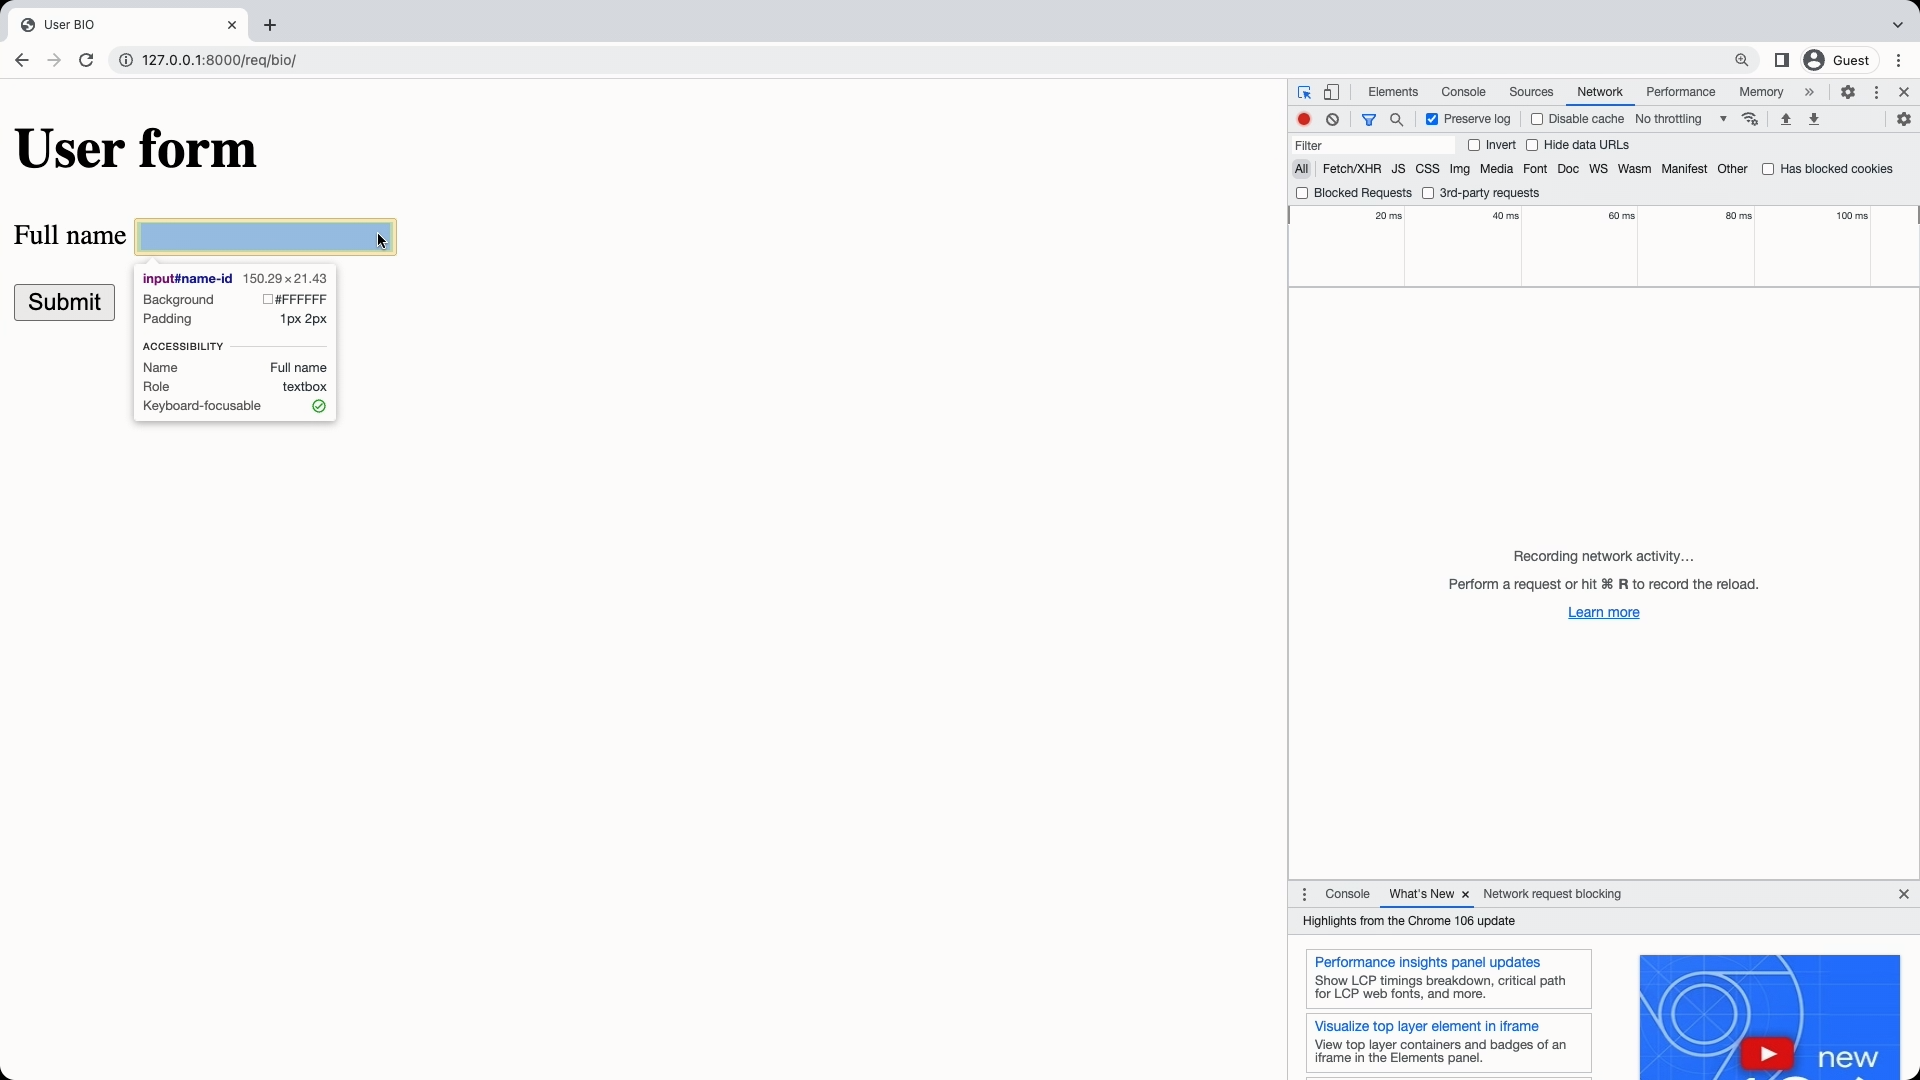 User BIO
127.0.0.1:8000/req/bio/
Guest
User form
Full name
Submit
input#name-id 150.29 × 21.43
Background #FFFFFF
Padding 1px 2px
ACCESSIBILITY
Name Full name
Role textbox
Keyboard-focusable
Elements Console Sources Network Performance Memory »
Preserve log Disable cache No throttling
Filter Invert Hide data URLs
All Fetch/XHR JS CSS Img Media Font Doc WS Wasm Manifest Other Has blocked cookies
Blocked Requests 3rd-party requests
20 ms 40 ms 60 ms 80 ms 100 ms
Recording network activity…
Perform a request or hit ⌘ R to record the reload.
Learn more
Console What's New Network request blocking
Highlights from the Chrome 106 update
Performance insights panel updates
Show LCP timings breakdown, critical path
for LCP web fonts, and more.
Visualize top layer element in iframe
View top layer containers and badges of an
iframe in the Elements panel.
new